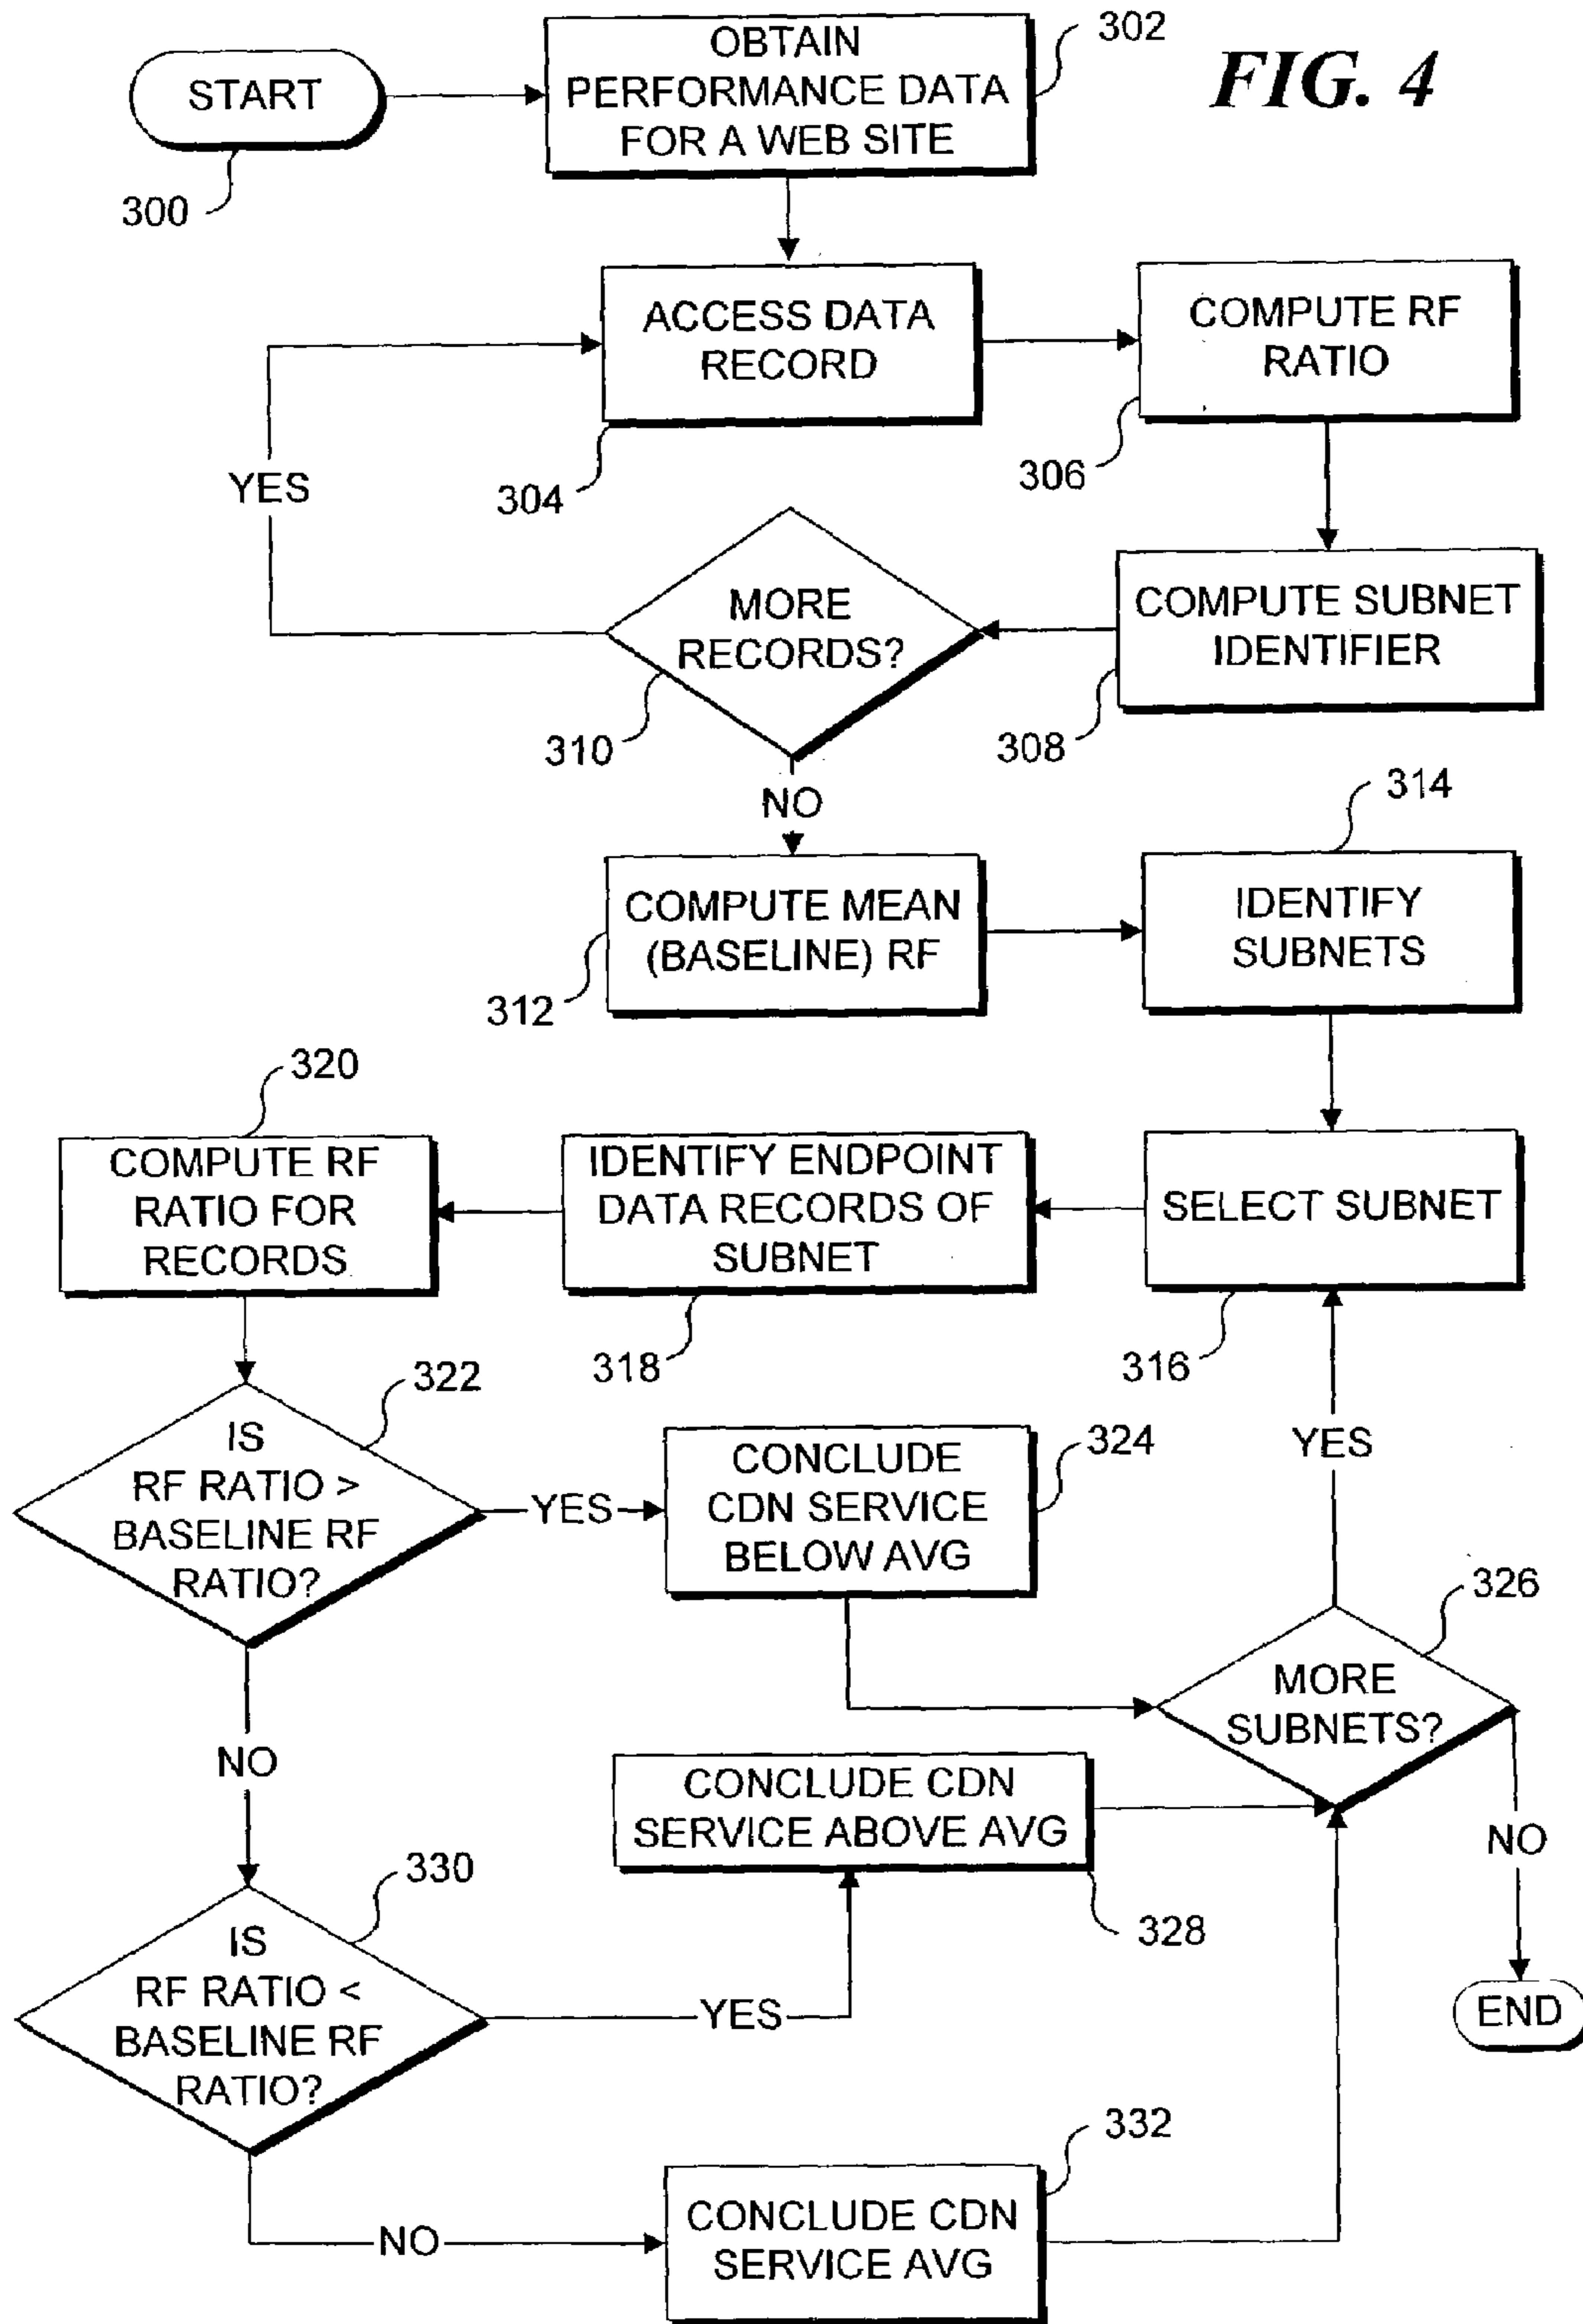 FIG. 4
START
300
OBTAIN
PERFORMANCE DATA
FOR A WEB SITE
302
ACCESS DATA
RECORD
304
COMPUTE RF
RATIO
306
YES
MORE
RECORDS?
310
COMPUTE SUBNET
IDENTIFIER
308
NO
COMPUTE MEAN
(BASELINE) RF
312
IDENTIFY
SUBNETS
314
320
COMPUTE RF
RATIO FOR
RECORDS
IDENTIFY ENDPOINT
DATA RECORDS OF
SUBNET
318
SELECT SUBNET
316
322
IS
RF RATIO >
BASELINE RF
RATIO?
YES
CONCLUDE
CDN SERVICE
BELOW AVG
324
YES
326
MORE
SUBNETS?
NO
CONCLUDE CDN
SERVICE ABOVE AVG
328
NO
END
330
IS
RF RATIO <
BASELINE RF
RATIO?
YES
332
NO
CONCLUDE CDN
SERVICE AVG